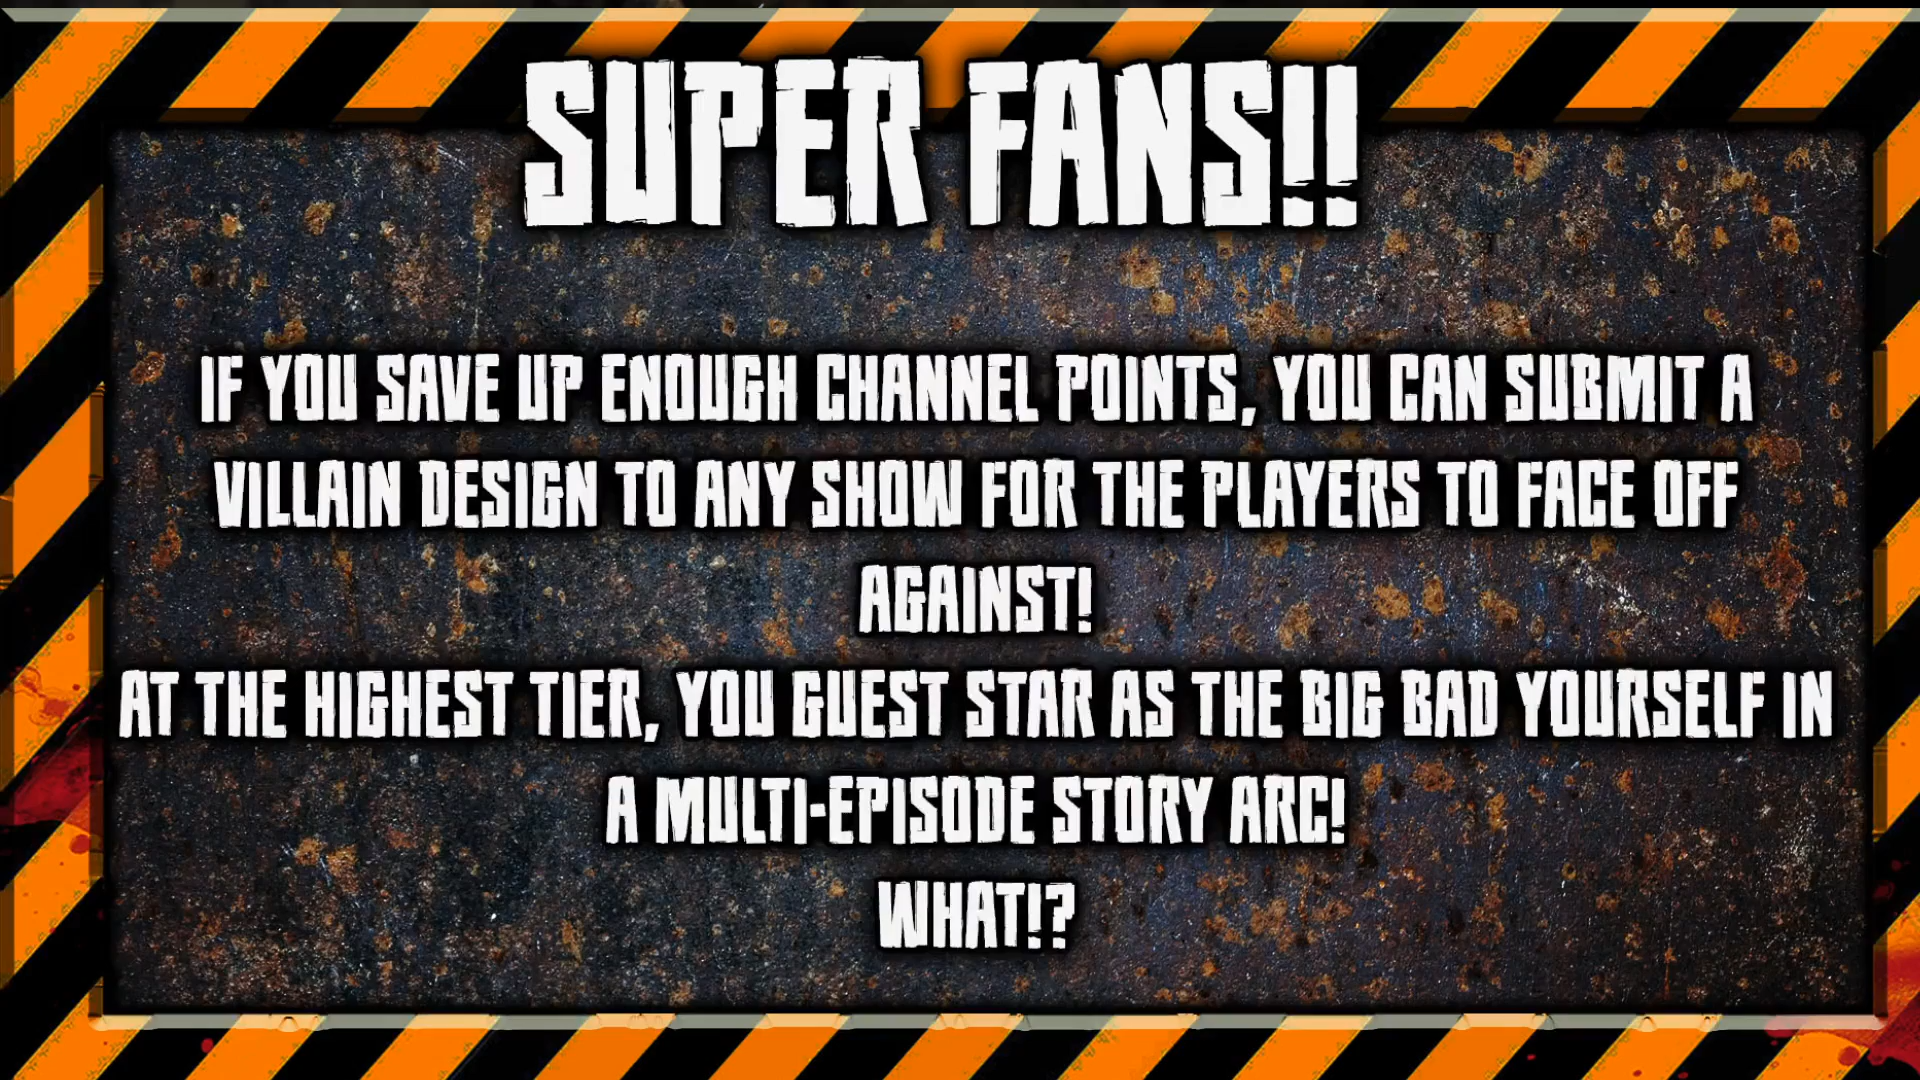 SUPER FANS!!
IF YOU SAVE UP ENOUGH CHANNEL POINTS, YOU CAN SUBMIT A
VILLAIN DESIGN TO ANY SHOW FOR THE PLAYERS TO FACE OFF
AGAINST!
AT THE HIGHEST TIER, YOU GUEST STAR AS THE BIG BAD YOURSELF IN
A MULTI-EPISODE STORY ARC!
WHAT!?